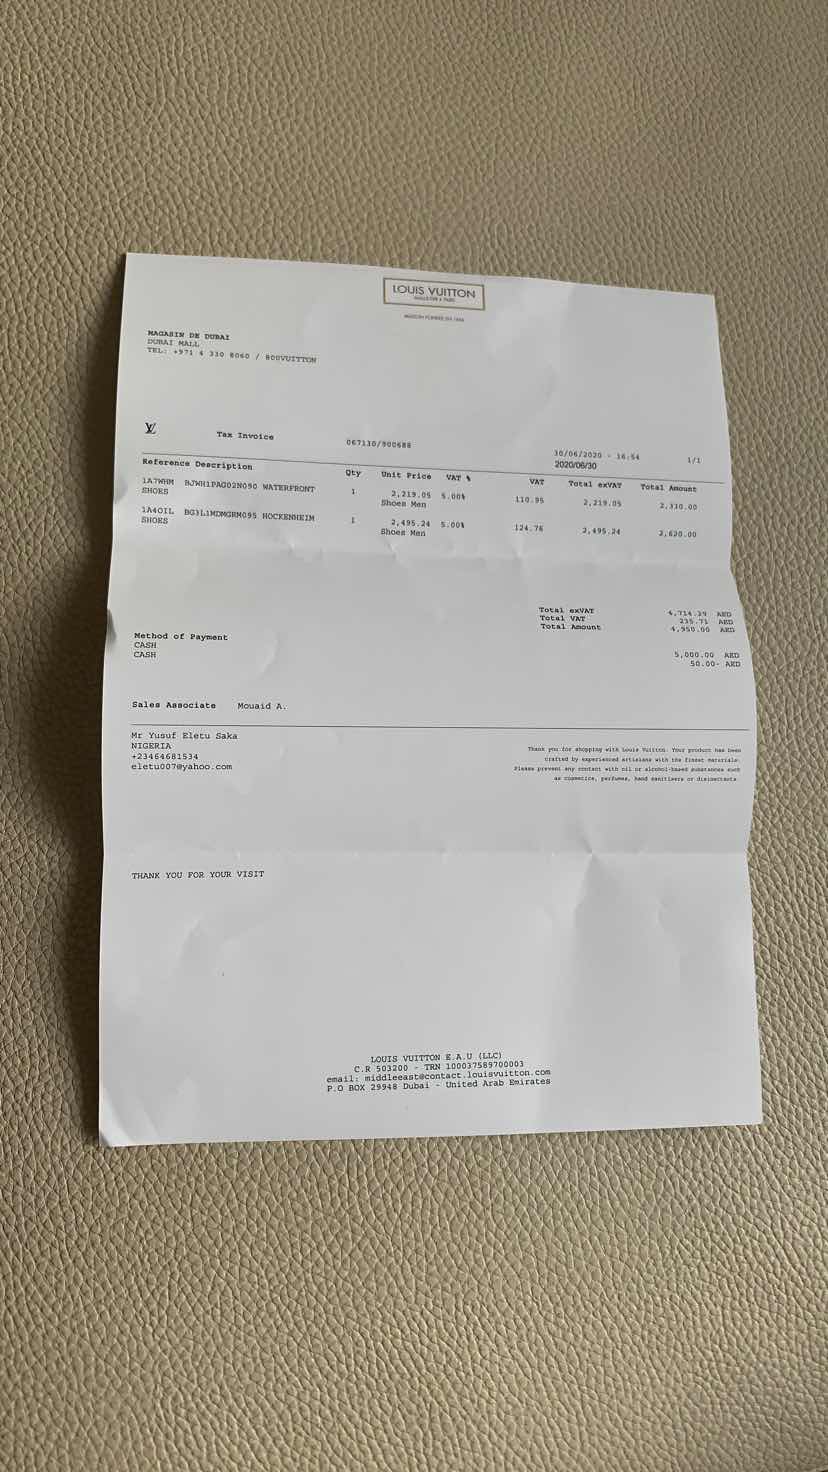 LOUIS VUITTON
MALLETIER À PARIS
MAISON FONDÉE EN 1854
MAGASIN DE DUBAI
DUBAI MALL
TEL: +971 4 330 8060 / 800VUITTON
LV Tax Invoice 067130/900688 30/06/2020 - 16:54 1/1
2020/06/30
Reference Description Qty Unit Price VAT % VAT Total exVAT Total Amount
1A7WHM BJWH1PAG02N090 WATERFRONT 1 2,219.05 5.00% 110.95 2,219.05 2,330.00
SHOES Shoes Men
1A4OIL BG3L1MDMGRM095 HOCKENHEIM 1 2,495.24 5.00% 124.76 2,495.24 2,620.00
SHOES Shoes Men
Total exVAT 4,714.29 AED
Total VAT 235.71 AED
Total Amount 4,950.00 AED
Method of Payment
CASH 5,000.00 AED
CASH 50.00- AED
Sales Associate Mouaid A.
Mr Yusuf Eletu Saka
NIGERIA
+23464681534
eletu007@yahoo.com
Thank you for shopping with Louis Vuitton. Your product has been
crafted by experienced artisians with the finest materials.
Please prevent any contact with oil or alcohol-based substances such
as cosmetics, perfumes, hand sanitizers or disinectants.
THANK YOU FOR YOUR VISIT
LOUIS VUITTON E.A.U (LLC)
C.R 503200 - TRN 100037589700003
email: middleeast@contact.louisvuitton.com
P.O BOX 29948 Dubai - United Arab Emirates